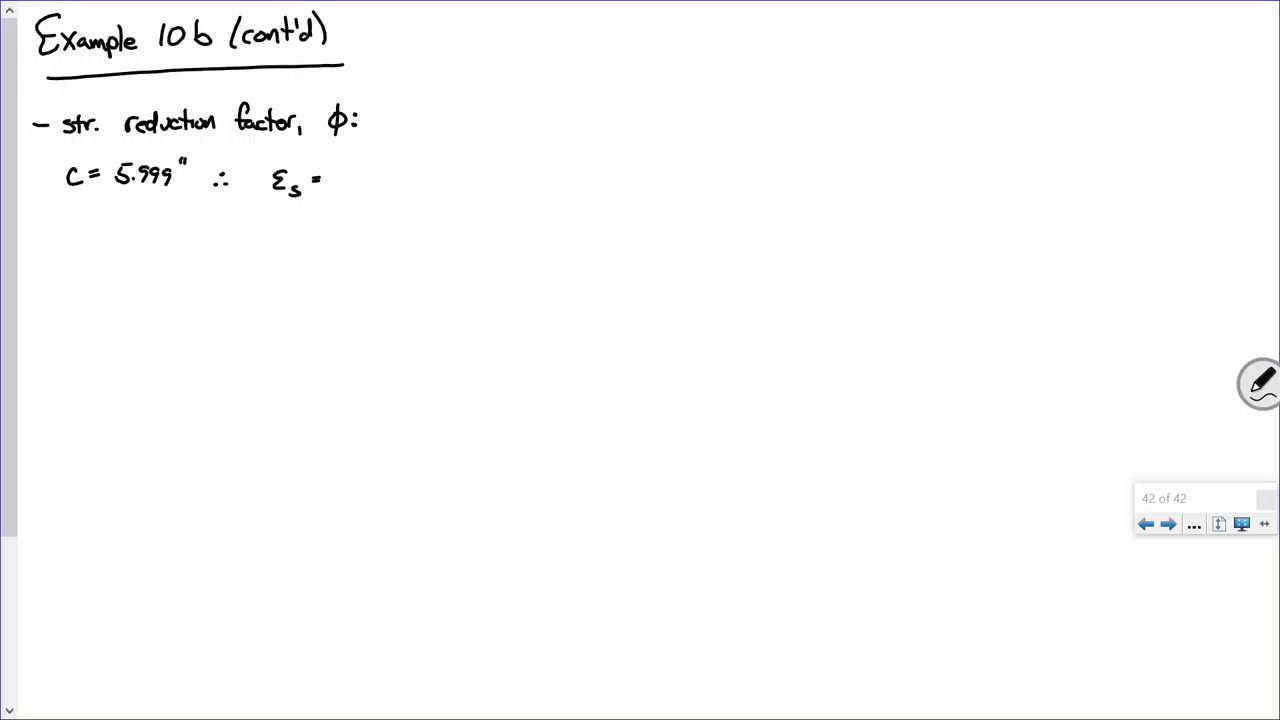 Example 10b (cont'd)
- str. reduction factor, ϕ:
c = 5.999" ∴ εs =
42 of 42
...